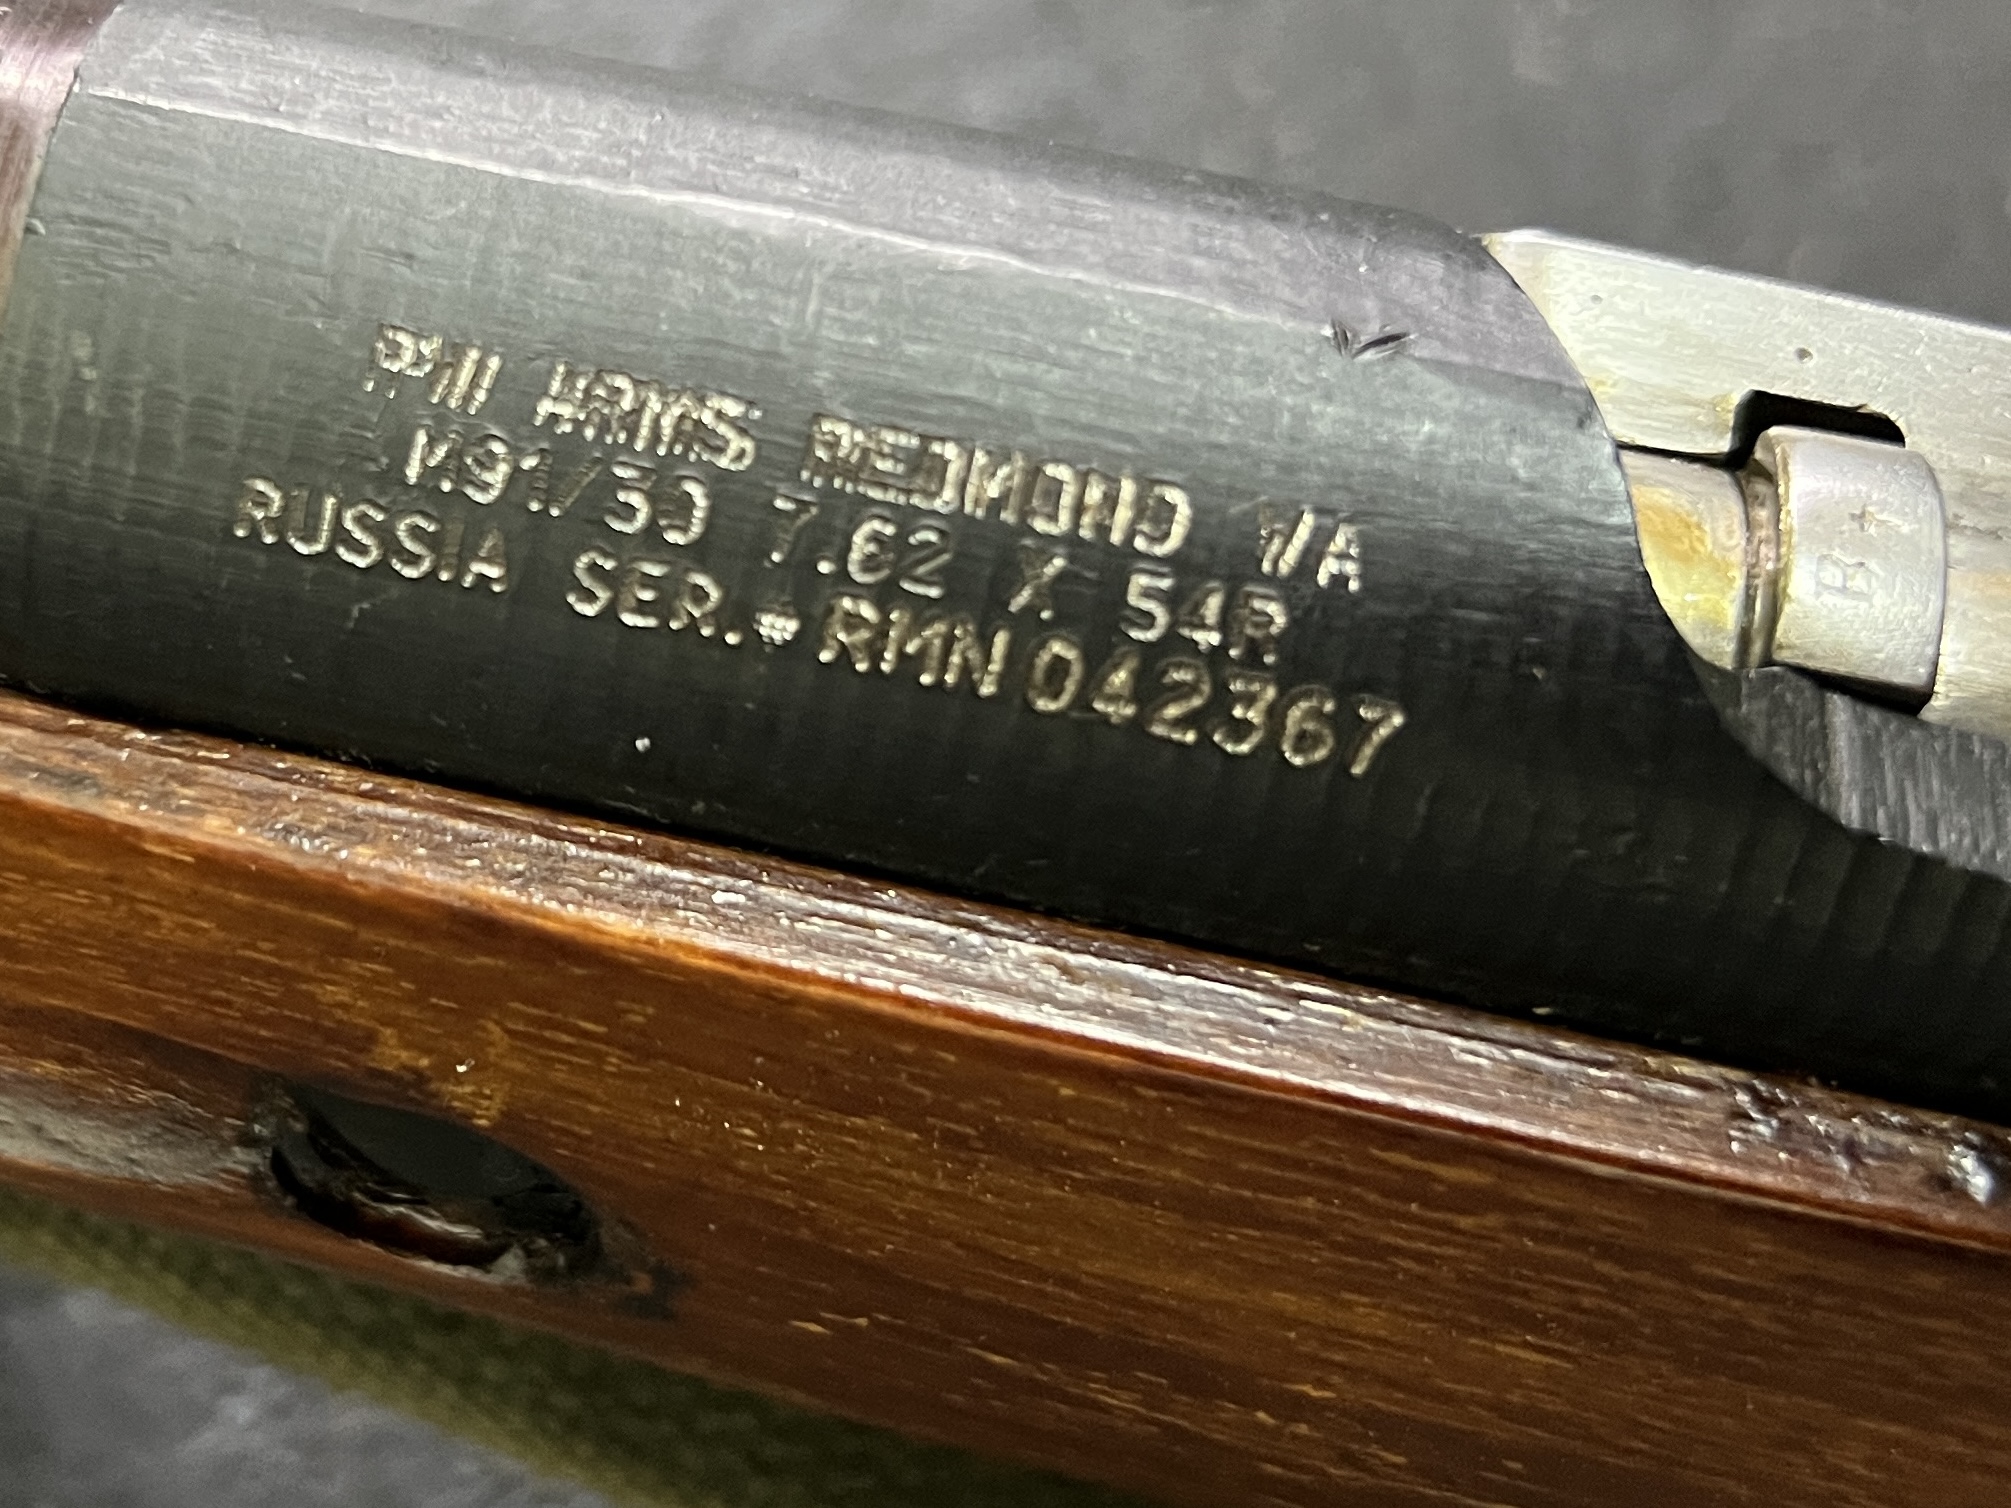 PW ARMS REDMOND WA
M91/30 7.62 X 54R
RUSSIA SER.# RMN042367
B